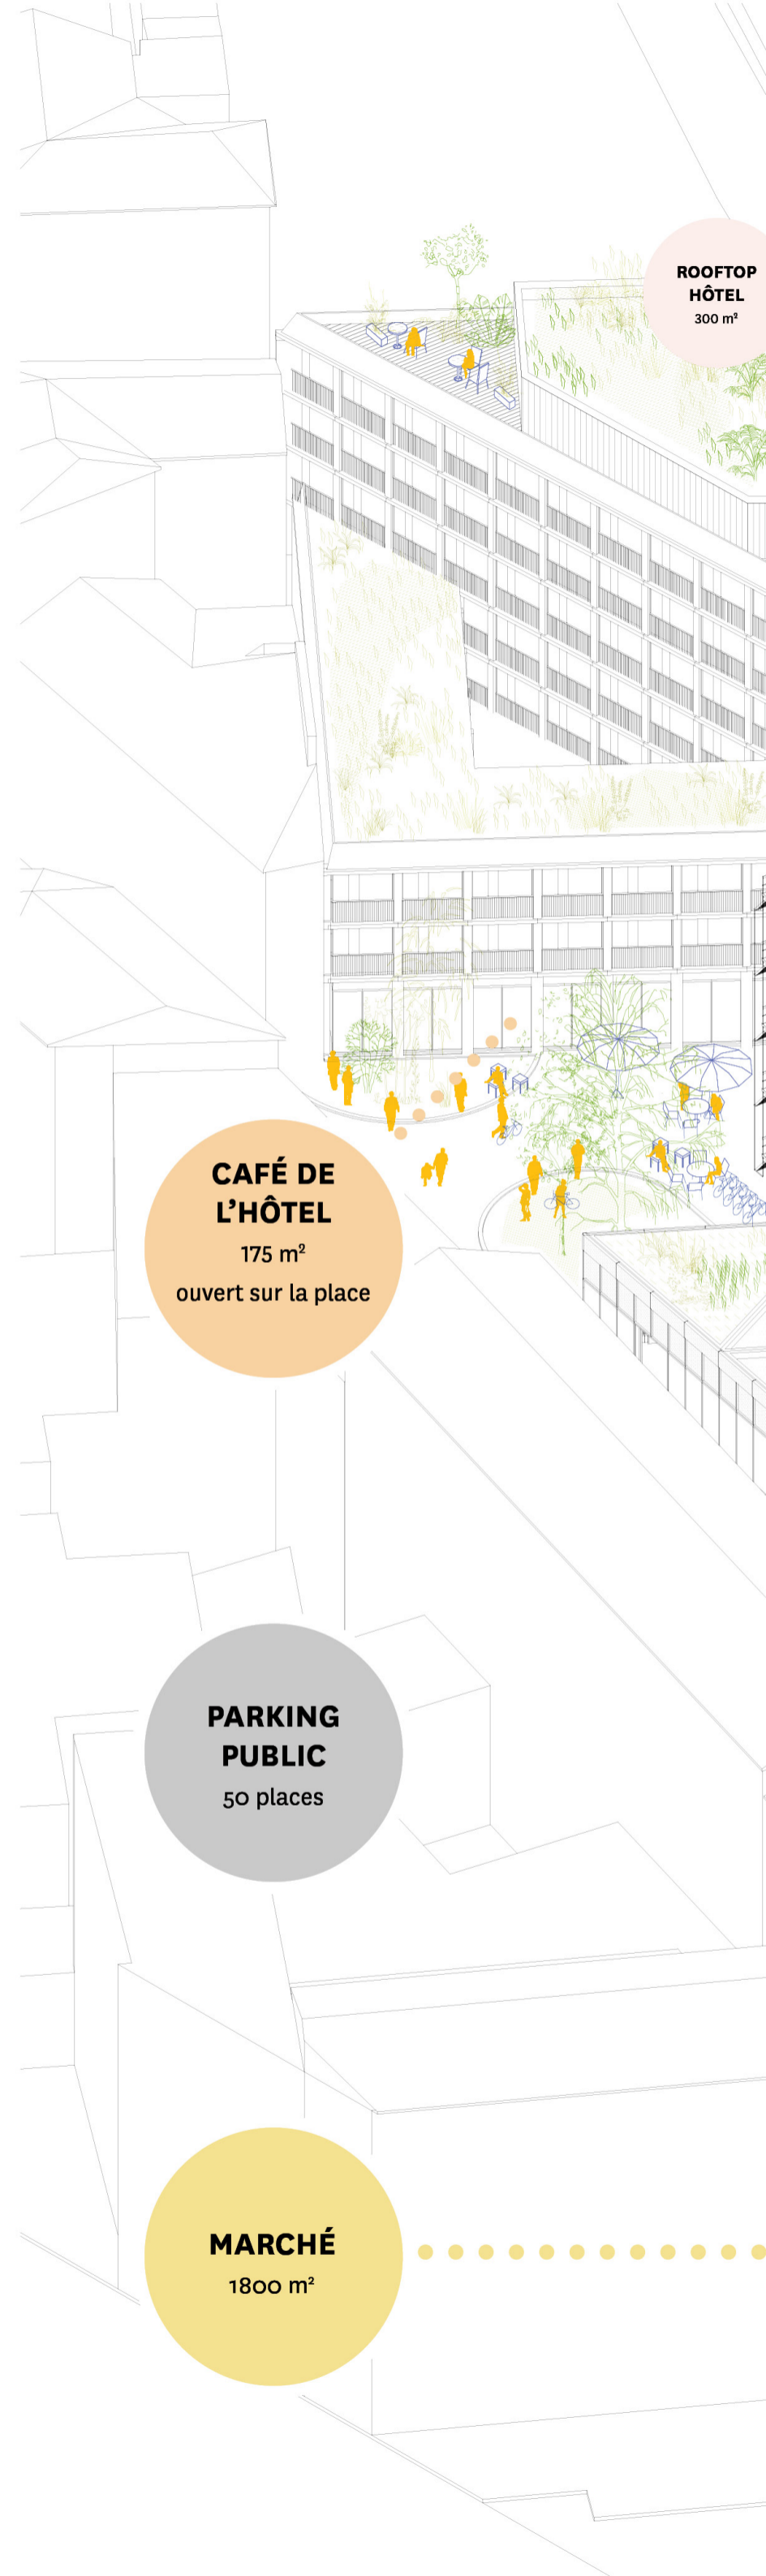 ROOFTOP
HÔTEL
300 m²
CAFÉ DE
L’HÔTEL
175 m²
ouvert sur la place
PARKING
PUBLIC
50 places
MARCHÉ
1800 m²